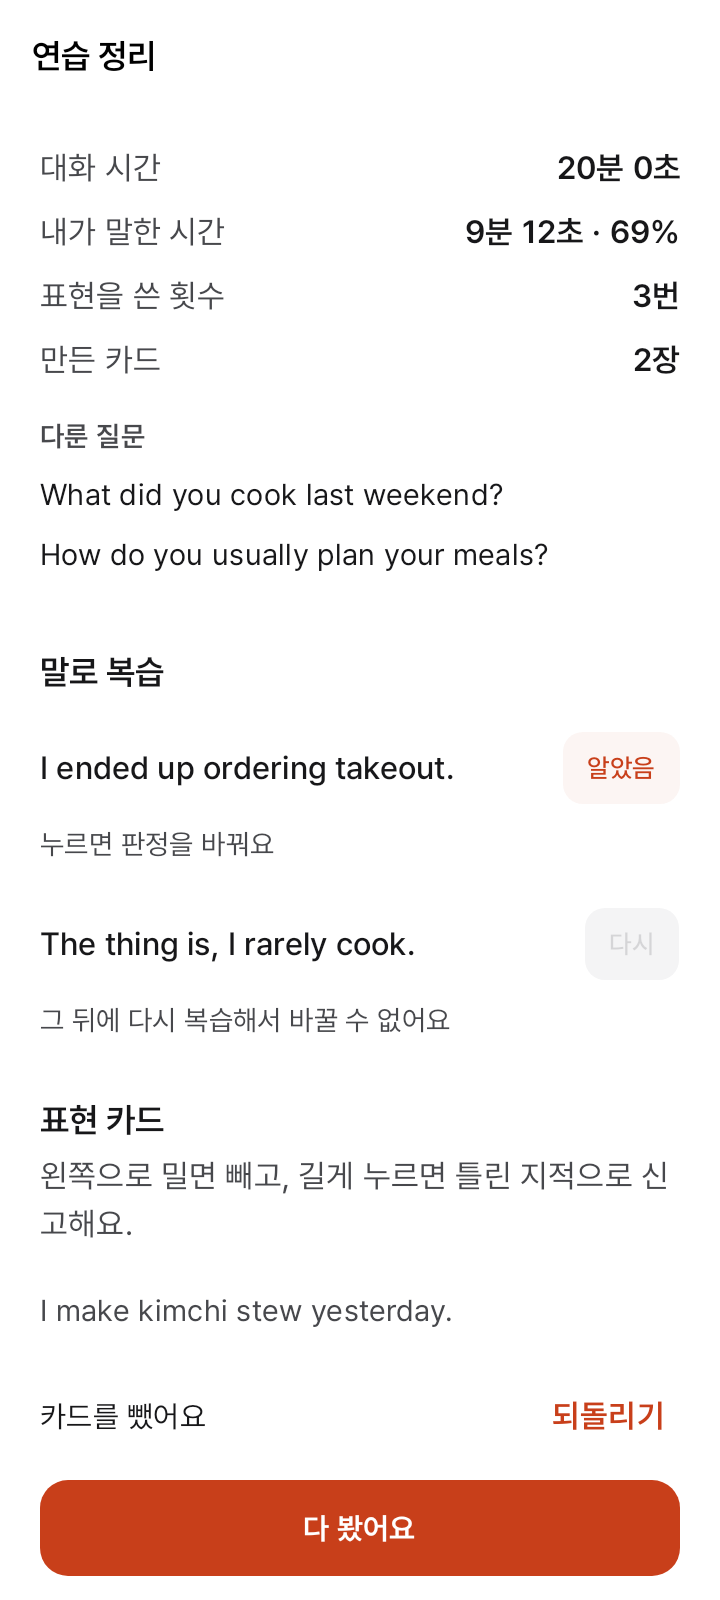 연습 정리
대화 시간 20분 0초
내가 말한 시간 9분 12초 · 69%
표현을 쓴 횟수 3번
만든 카드 2장
다룬 질문
What did you cook last weekend?
How do you usually plan your meals?
말로 복습
I ended up ordering takeout. 알았음
누르면 판정을 바꿔요
The thing is, I rarely cook. 다시
그 뒤에 다시 복습해서 바꿀 수 없어요
표현 카드
왼쪽으로 밀면 빼고, 길게 누르면 틀린 지적으로 신
고해요.
I make kimchi stew yesterday.
카드를 뺐어요 되돌리기
다 봤어요